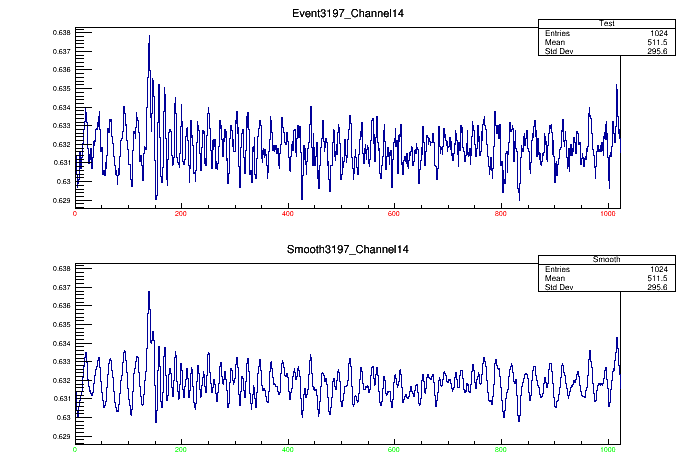 Event3197_Channel14
Test
Entries 1024
Mean 511.5
Std Dev 295.6
0.638
0.637
0.636
0.635
0.634
0.633
0.632
0.631
0.63
0.629
0 200 400 600 800 1000
Smooth3197_Channel14
Smooth
Entries 1024
Mean 511.5
Std Dev 295.6
0.638
0.637
0.636
0.635
0.634
0.633
0.632
0.631
0.63
0.629
0 200 400 600 800 1000